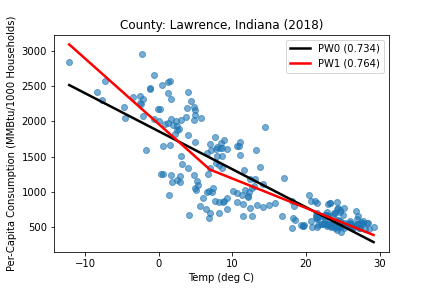 County: Lawrence, Indiana (2018)
Per-Capita Consumption (MMBtu/1000 Households)
3000
2500
2000
1500
1000
500
PW0 (0.734)
PW1 (0.764)
−10
0
10
20
30
Temp (deg C)